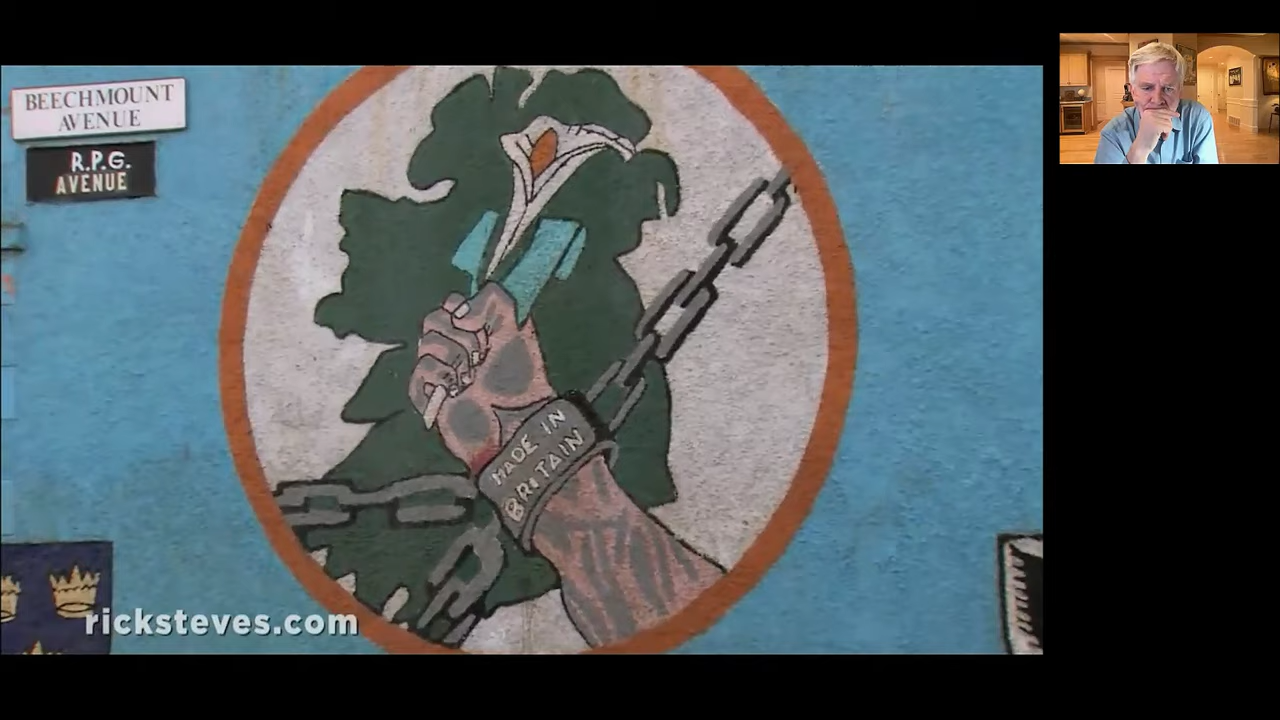 BEECHMOUNT
AVENUE
R.P.G.
AVENUE
MADE IN
BRITAIN
ricksteves.com